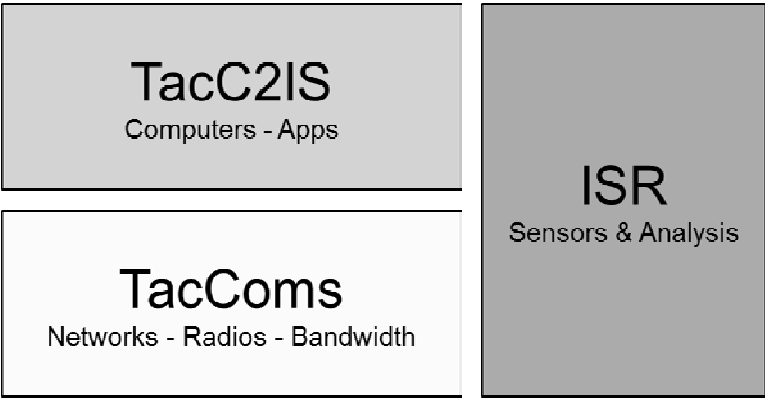 TacC2IS
Computers - Apps
TacComs
Networks - Radios - Bandwidth
ISR
Sensors & Analysis